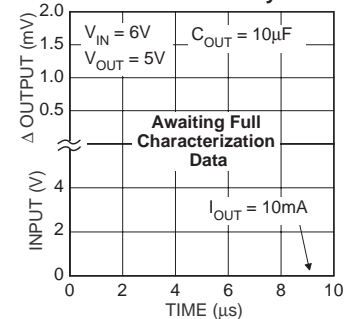 2.0
1.5
1.0
0.5
Δ OUTPUT (mV)
V_IN = 6V
V_OUT = 5V
C_OUT = 10μF
Awaiting Full
Characterization
Data
INPUT (V)
4
2
0
I_OUT = 10mA
0 2 4 6 8 10
TIME (μs)